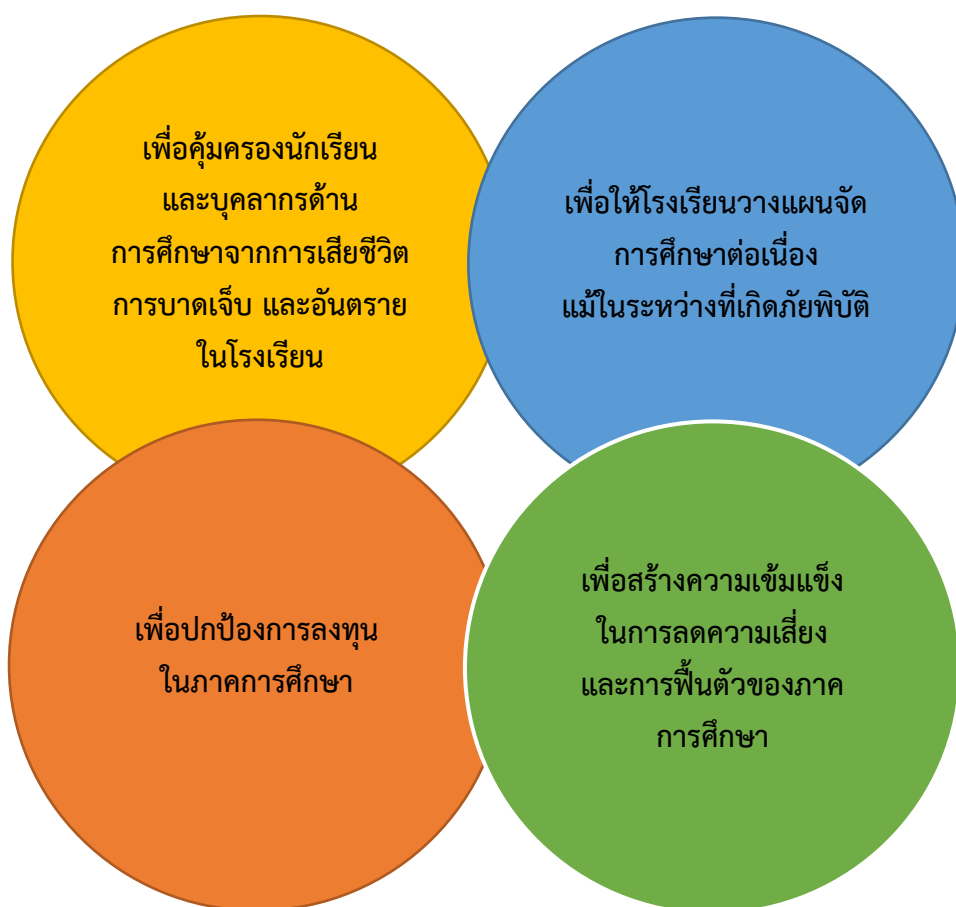 เพื่อคุ้มครองนักเรียน
และบุคลากรด้าน
การศึกษาจากการเสียชีวิต
การบาดเจ็บ และอันตราย
ในโรงเรียน
เพื่อให้โรงเรียนวางแผนจัด
การศึกษาต่อเนื่อง
แม้ในระหว่างที่เกิดภัยพิบัติ
เพื่อปกป้องการลงทุน
ในภาคการศึกษา
เพื่อสร้างความเข้มแข็ง
ในการลดความเสี่ยง
และการฟื้นตัวของภาค
การศึกษา